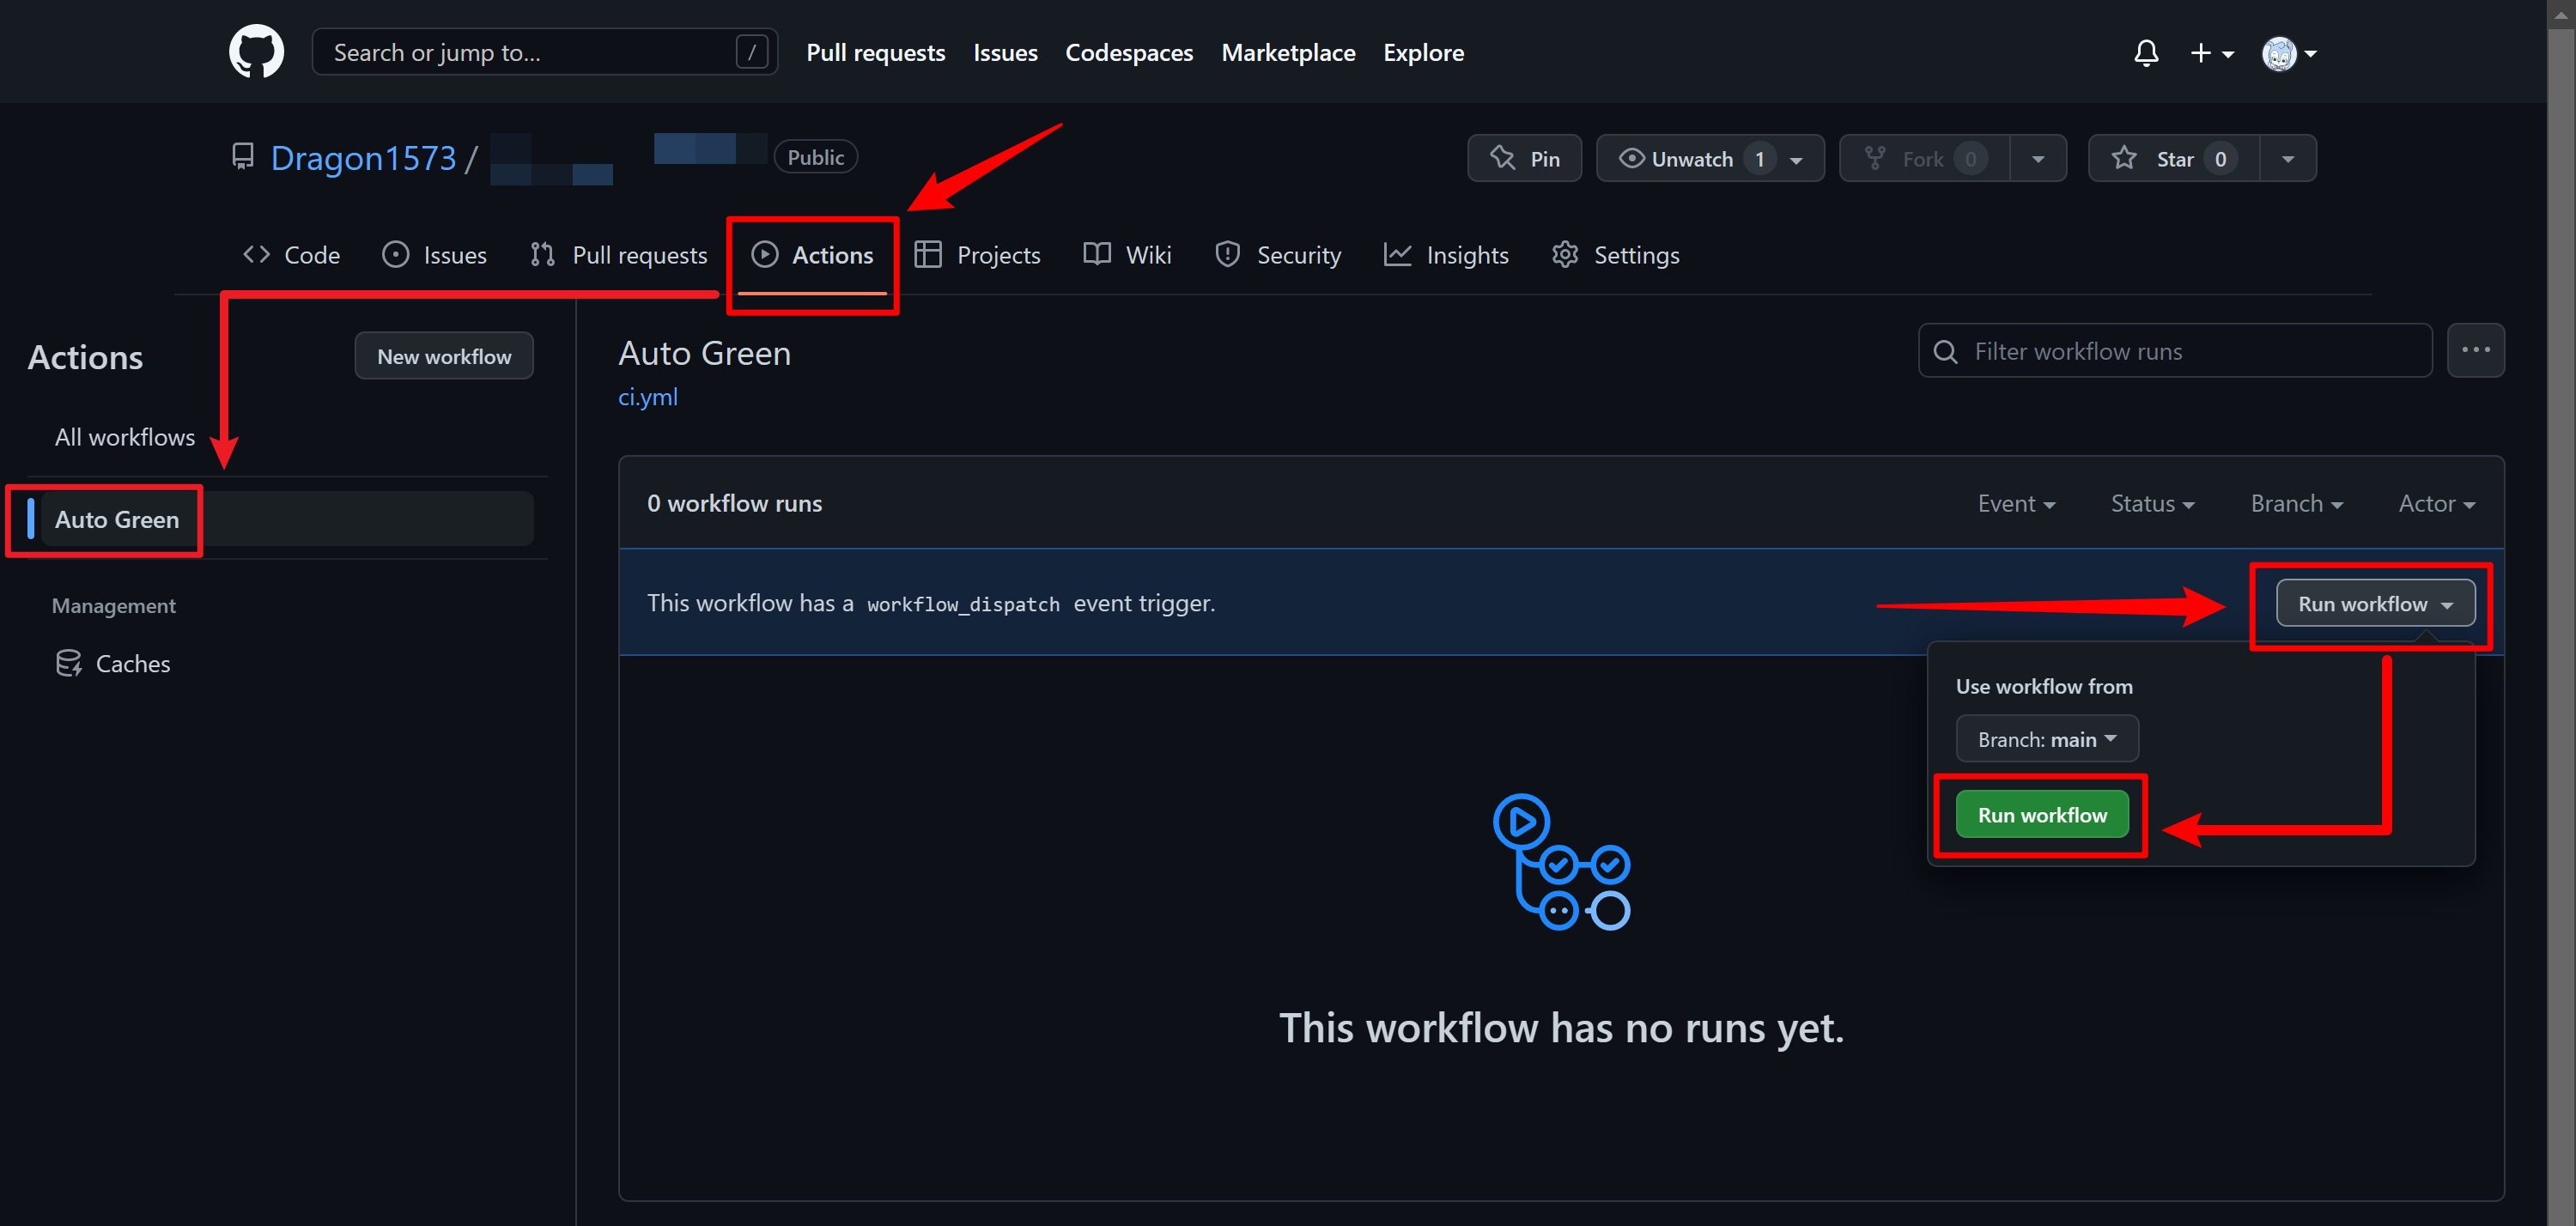 Search or jump to... / Pull requests Issues Codespaces Marketplace Explore
Dragon1573 / Public Pin Unwatch 1 Fork 0 Star 0
Code Issues Pull requests Actions Projects Wiki Security Insights Settings
Actions New workflow
All workflows
Auto Green
Management
Caches
Auto Green
ci.yml
Filter workflow runs
0 workflow runs Event Status Branch Actor
This workflow has a workflow_dispatch event trigger. Run workflow
Use workflow from
Branch: main
Run workflow
This workflow has no runs yet.